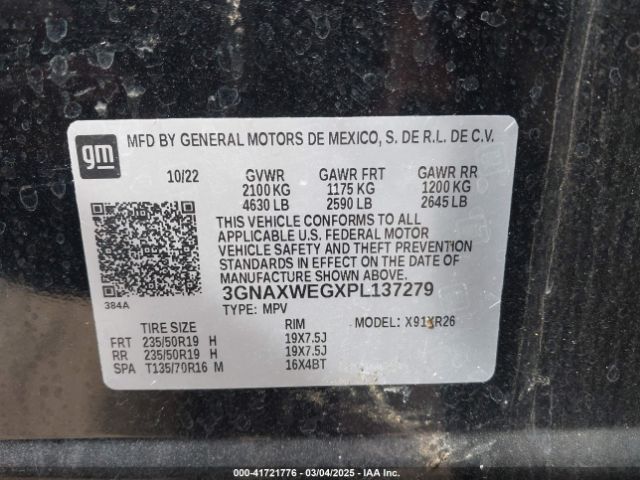 gm
MFD BY GENERAL MOTORS DE MEXICO, S. DE R.L. DE C.V.
10/22 GVWR GAWR FRT GAWR RR
2100 KG 1175 KG 1200 KG
4630 LB 2590 LB 2645 LB
THIS VEHICLE CONFORMS TO ALL
APPLICABLE U.S. FEDERAL MOTOR
VEHICLE SAFETY AND THEFT PREVENTION
STANDARDS IN EFFECT ON THE DATE OF
MANUFACTURE SHOWN ABOVE.
384A
3GNAXWEGXPL137279
TYPE: MPV MODEL: X91XR26
TIRE SIZE RIM
FRT 235/50R19 H 19X7.5J
RR 235/50R19 H 19X7.5J
SPA T135/70R16 M 16X4BT
000-41721776 — 03/04/2025 — IAA Inc.